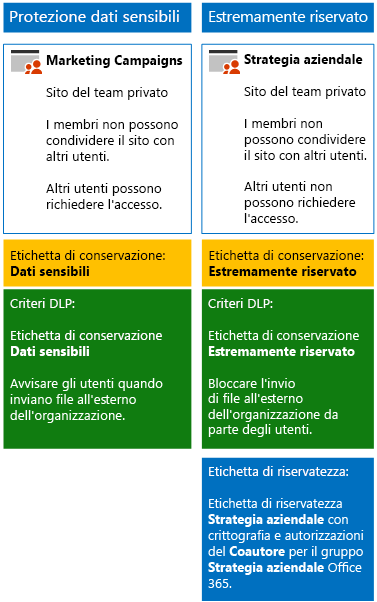 Protezione dati sensibili
Marketing Campaigns
Sito del team privato
I membri non possono
condividere il sito con
altri utenti.
Altri utenti possono
richiedere l'accesso.
Etichetta di conservazione:
Dati sensibili
Criteri DLP:
Etichetta di conservazione
Dati sensibili
Avvisare gli utenti quando
inviano file all'esterno
dell'organizzazione.
Estremamente riservato
Strategia aziendale
Sito del team privato
I membri non
possono condividere
il sito con altri utenti.
Altri utenti non
possono richiedere
l'accesso.
Etichetta di conservazione:
Estremamente riservato
Criteri DLP:
Etichetta di conservazione
Estremamente riservato
Bloccare l'invio
di file all'esterno
dell'organizzazione da
parte degli utenti.
Etichetta di riservatezza:
Etichetta di riservatezza
Strategia aziendale con
crittografia e autorizzazioni
del Coautore per il gruppo
Strategia aziendale Office
365.